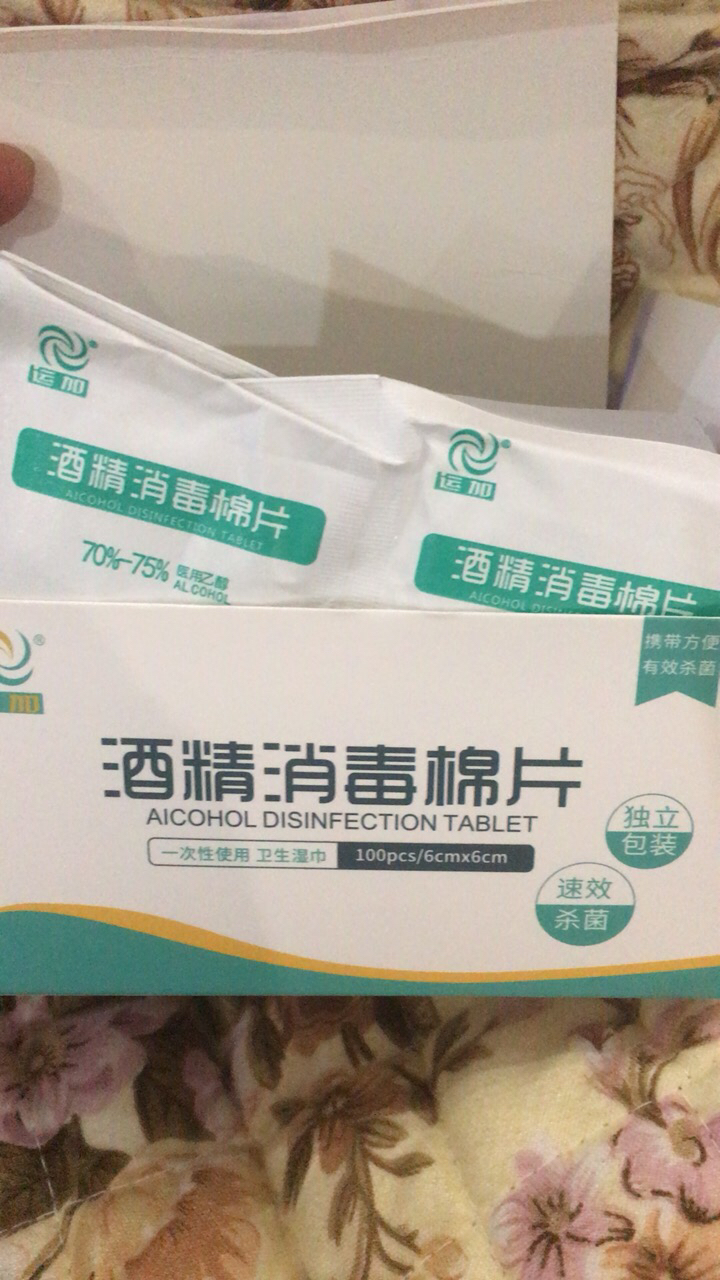 运加
酒精消毒棉片
AICOHOL DISINFECTION TABLET
70%-75% 医用乙醇
ALCOHOL
运加
酒精消毒棉片
AICOHOL
携带方便
有效杀菌
®
加
酒精消毒棉片
AICOHOL DISINFECTION TABLET
一次性使用 卫生湿巾 100pcs/6cmx6cm
独立
包装
速效
杀菌